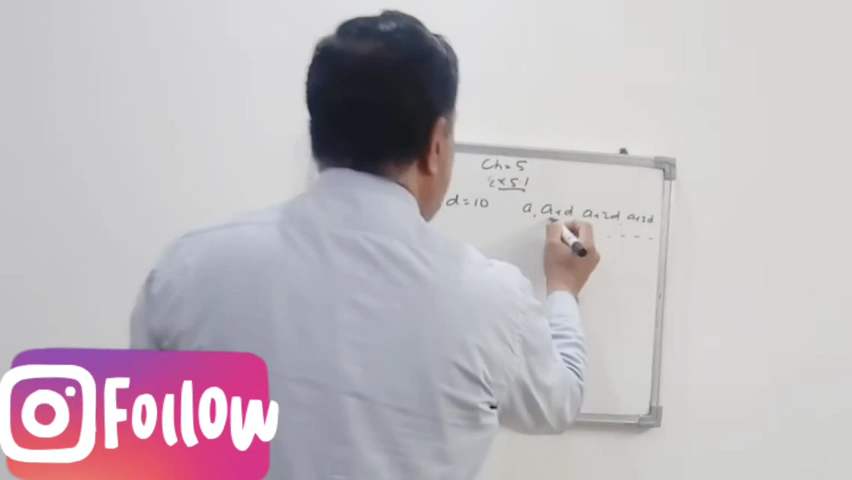 Ch = 5
Ex 5.1
d = 10 a, a+d a+2d, a+3d
- - - -
Follow